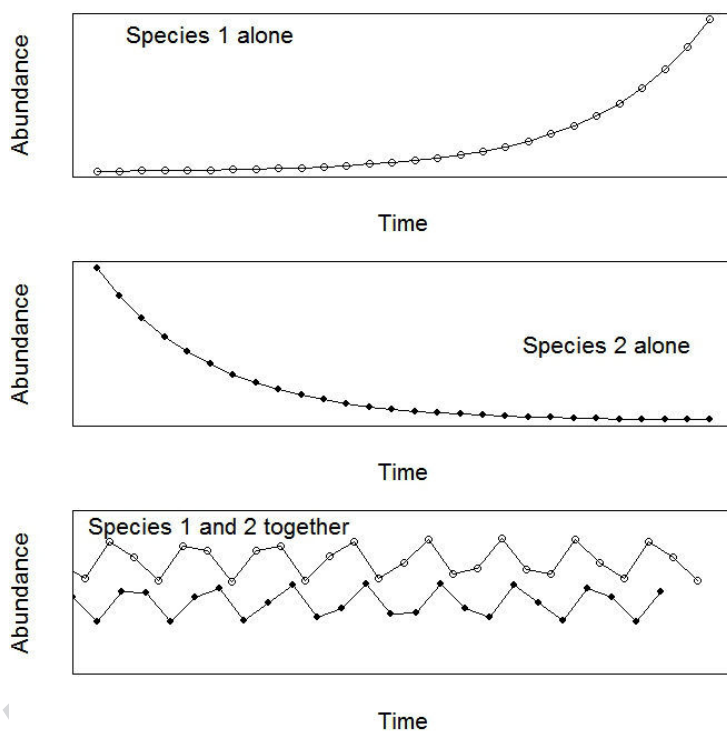 Species 1 alone
Abundance
Time
Species 2 alone
Abundance
Time
Species 1 and 2 together
Abundance
Time